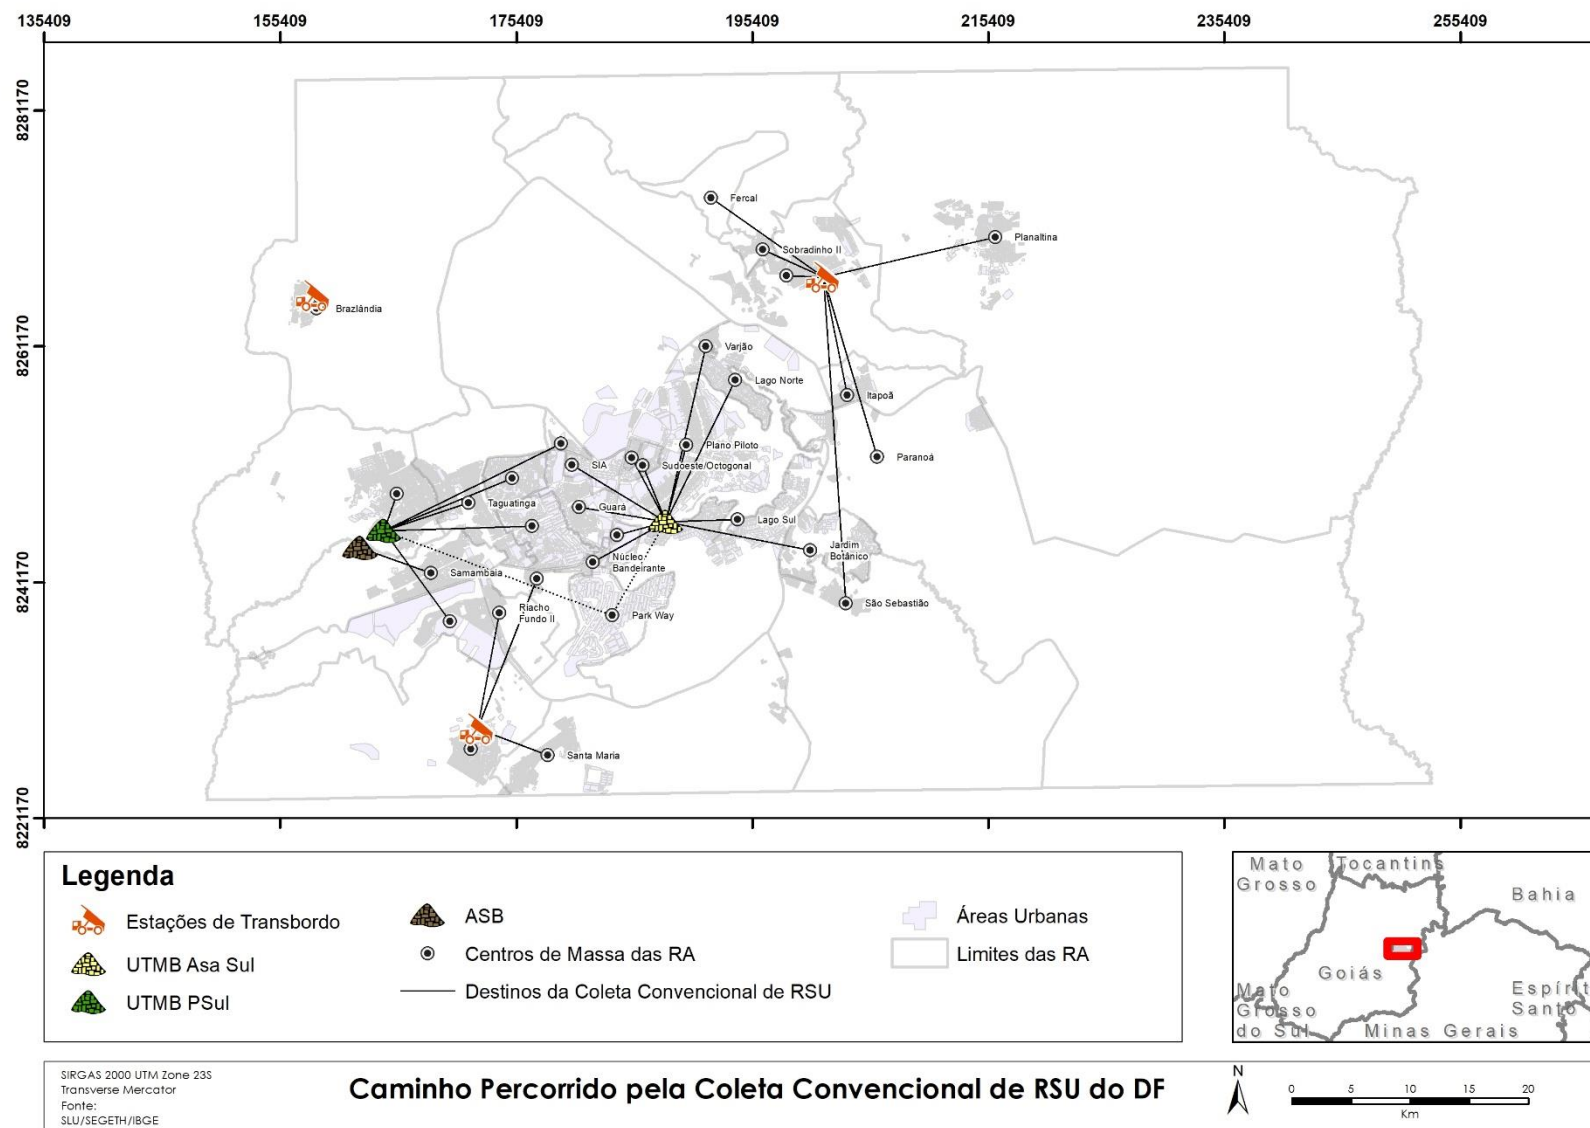 135409
155409
175409
195409
215409
235409
255409
8281170
8261170
8241170
8221170
Fercal
Sobradinho II
Planaltina
Brazlândia
Varjão
Lago Norte
Itapoã
Plano Piloto
Paranoá
SIA
Sudoeste/Octogonal
Taguatinga
Guará
Lago Sul
Jardim
Botânico
Núcleo
Bandeirante
Samambaia
São Sebastião
Riacho
Fundo II
Park Way
Santa Maria
Legenda
Estações de Transbordo
UTMB Asa Sul
UTMB PSul
ASB
Centros de Massa das RA
Destinos da Coleta Convencional de RSU
Áreas Urbanas
Limites das RA
Mato
Grosso
Tocantins
Bahia
Goiás
Mato
Grosso
do Sul
Espírit
Santo
Minas Gerais
SIRGAS 2000 UTM Zone 23S
Transverse Mercator
Fonte:
SLU/SEGETH/IBGE
Caminho Percorrido pela Coleta Convencional de RSU do DF
N
0 5 10 15 20
Km